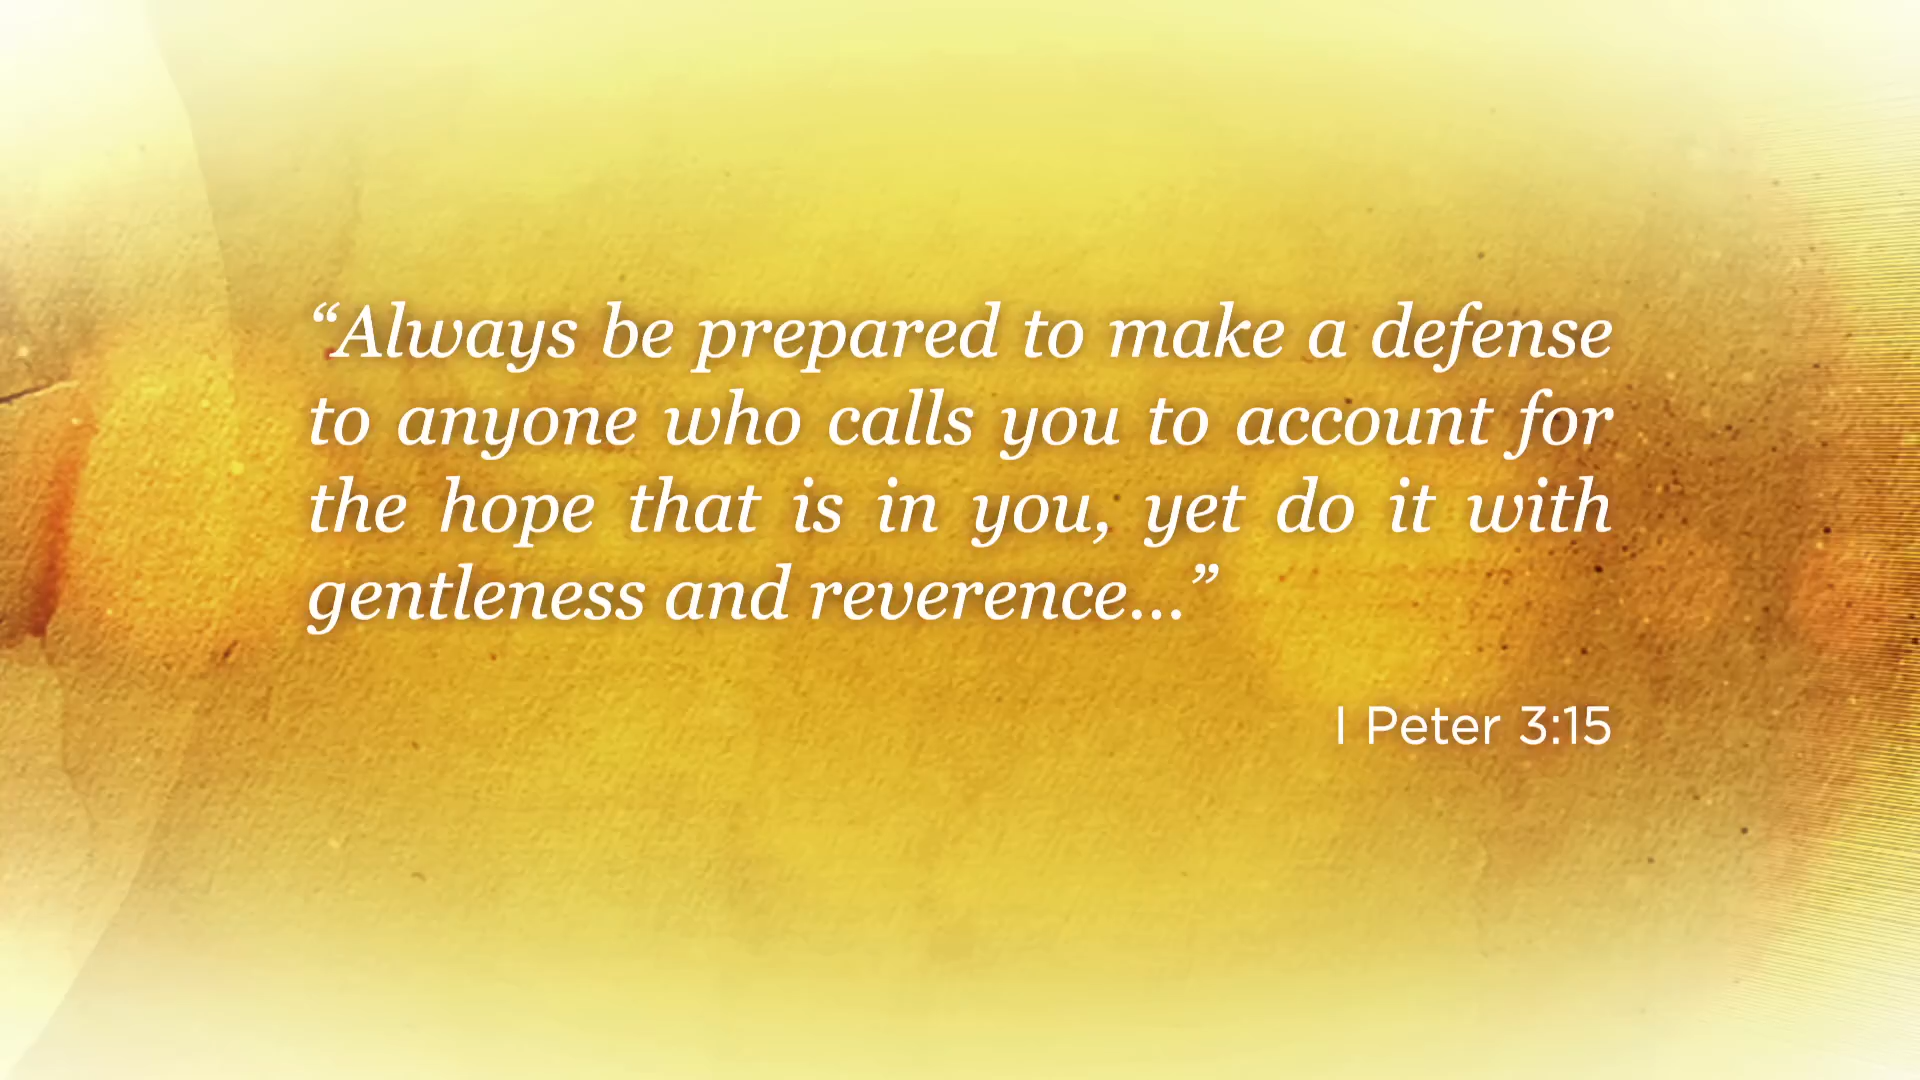 “Always be prepared to make a defense
to anyone who calls you to account for
the hope that is in you, yet do it with
gentleness and reverence...”
I Peter 3:15